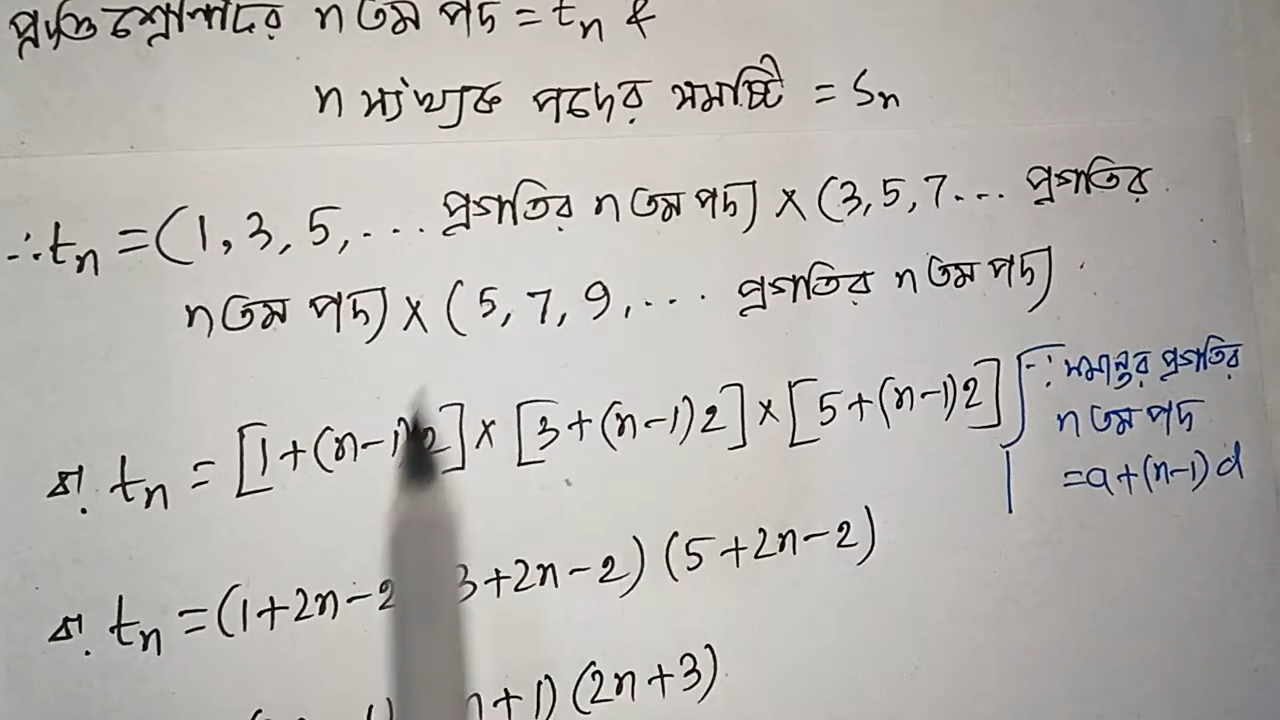 প্রদত্ত শ্রেণীটির n তম পদ = tₙ &
n সংখ্যক পদের সমষ্টি = Sₙ
∴ tₙ = (1, 3, 5, ... প্রগতির n তম পদ) × (3, 5, 7... প্রগতির
n তম পদ) × (5, 7, 9, ... প্রগতির n তম পদ)
বা. tₙ = [1+(n-1)2] × [3+(n-1)2] × [5+(n-1)2]
[∵ সমান্তর প্রগতির
n তম পদ
=a+(n-1)d
বা. tₙ = (1+2n-2 3+2n-2) (5+2n-2)
+1) (2n+3)